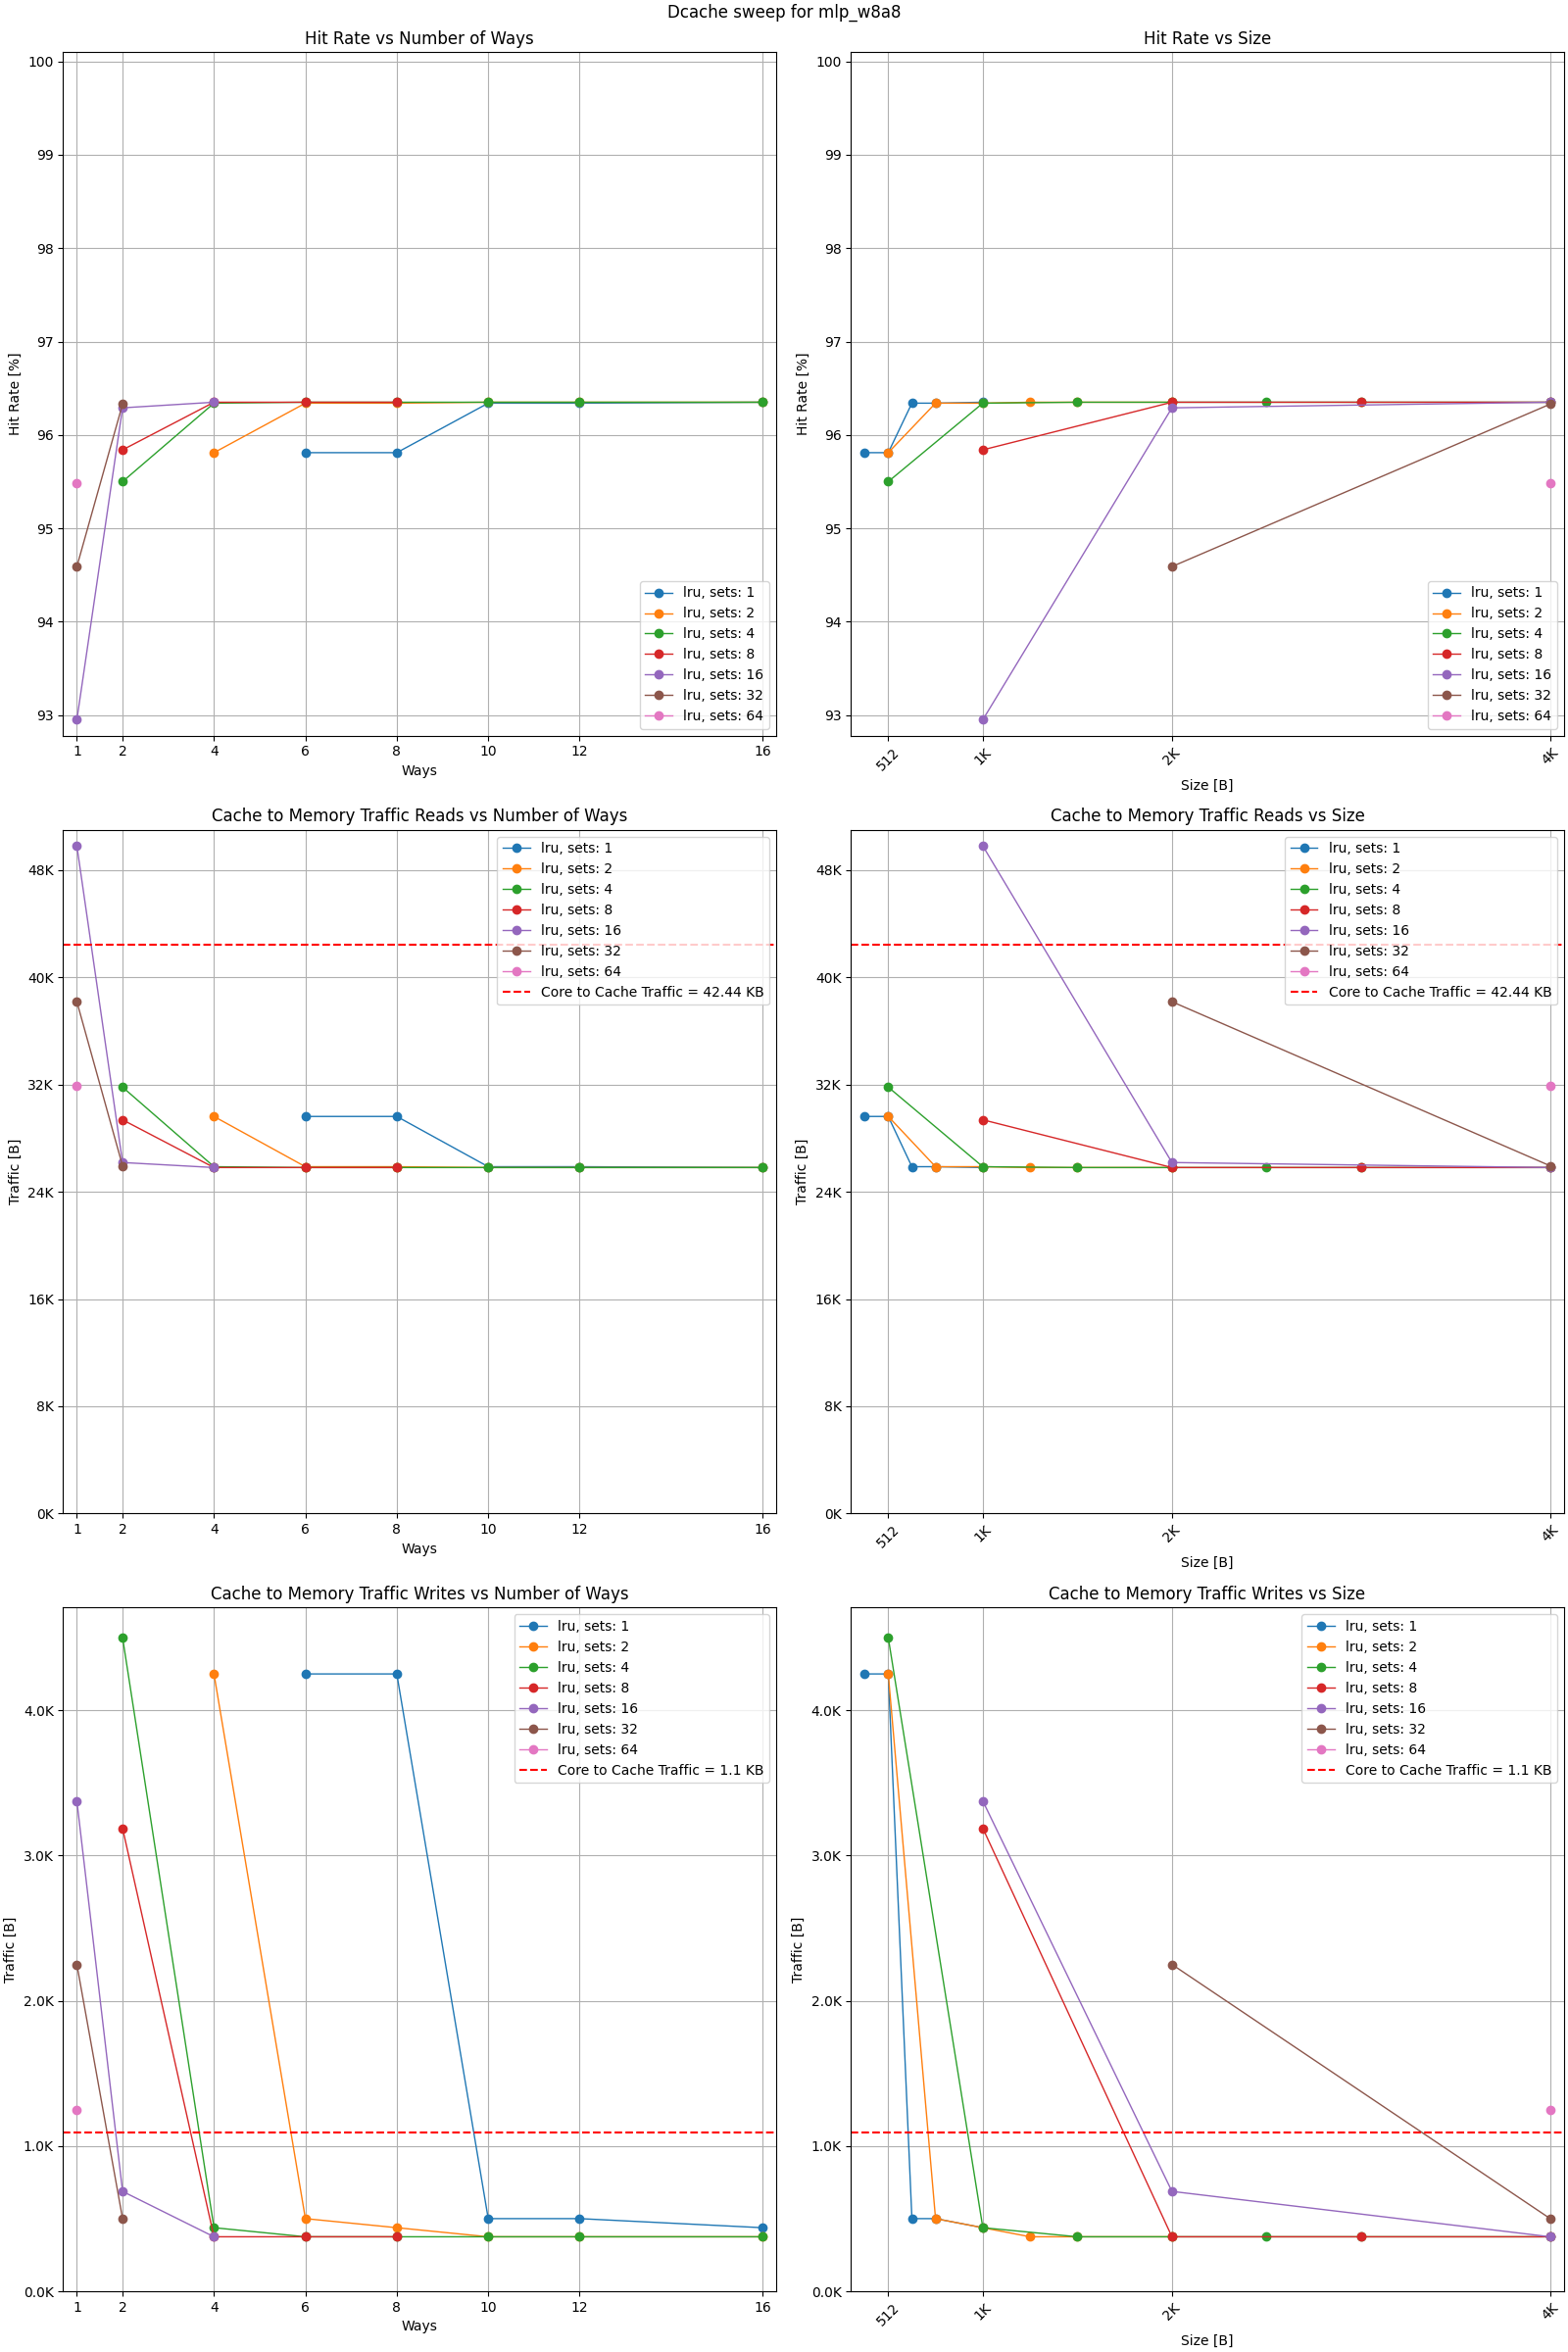 Dcache sweep for mlp_w8a8
Hit Rate vs Number of Ways
100
99
98
97
96
95
94
93
Hit Rate [%]
lru, sets: 1
lru, sets: 2
lru, sets: 4
lru, sets: 8
lru, sets: 16
lru, sets: 32
lru, sets: 64
1 2 4 6 8 10 12 16
Ways
Hit Rate vs Size
100
99
98
97
96
95
94
93
Hit Rate [%]
lru, sets: 1
lru, sets: 2
lru, sets: 4
lru, sets: 8
lru, sets: 16
lru, sets: 32
lru, sets: 64
512 1K 2K 4K
Size [B]
Cache to Memory Traffic Reads vs Number of Ways
48K
40K
32K
24K
16K
8K
0K
Traffic [B]
lru, sets: 1
lru, sets: 2
lru, sets: 4
lru, sets: 8
lru, sets: 16
lru, sets: 32
lru, sets: 64
Core to Cache Traffic = 42.44 KB
1 2 4 6 8 10 12 16
Ways
Cache to Memory Traffic Reads vs Size
48K
40K
32K
24K
16K
8K
0K
Traffic [B]
lru, sets: 1
lru, sets: 2
lru, sets: 4
lru, sets: 8
lru, sets: 16
lru, sets: 32
lru, sets: 64
Core to Cache Traffic = 42.44 KB
512 1K 2K 4K
Size [B]
Cache to Memory Traffic Writes vs Number of Ways
4.0K
3.0K
2.0K
1.0K
0.0K
Traffic [B]
lru, sets: 1
lru, sets: 2
lru, sets: 4
lru, sets: 8
lru, sets: 16
lru, sets: 32
lru, sets: 64
Core to Cache Traffic = 1.1 KB
1 2 4 6 8 10 12 16
Ways
Cache to Memory Traffic Writes vs Size
4.0K
3.0K
2.0K
1.0K
0.0K
Traffic [B]
lru, sets: 1
lru, sets: 2
lru, sets: 4
lru, sets: 8
lru, sets: 16
lru, sets: 32
lru, sets: 64
Core to Cache Traffic = 1.1 KB
512 1K 2K 4K
Size [B]